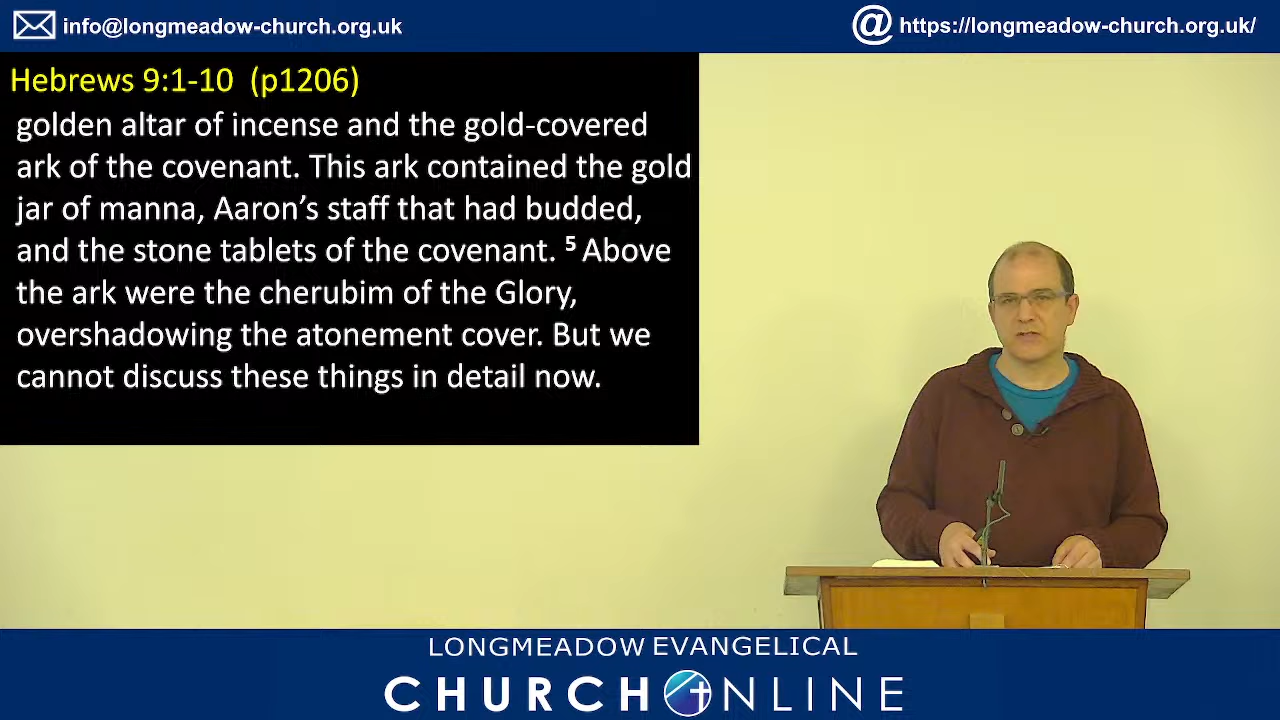 info@longmeadow-church.org.uk
@ https://longmeadow-church.org.uk/
Hebrews 9:1-10 (p1206)
golden altar of incense and the gold-covered
ark of the covenant. This ark contained the gold
jar of manna, Aaron’s staff that had budded,
and the stone tablets of the covenant. ⁵ Above
the ark were the cherubim of the Glory,
overshadowing the atonement cover. But we
cannot discuss these things in detail now.
LONGMEADOW EVANGELICAL
CHURCH ONLINE